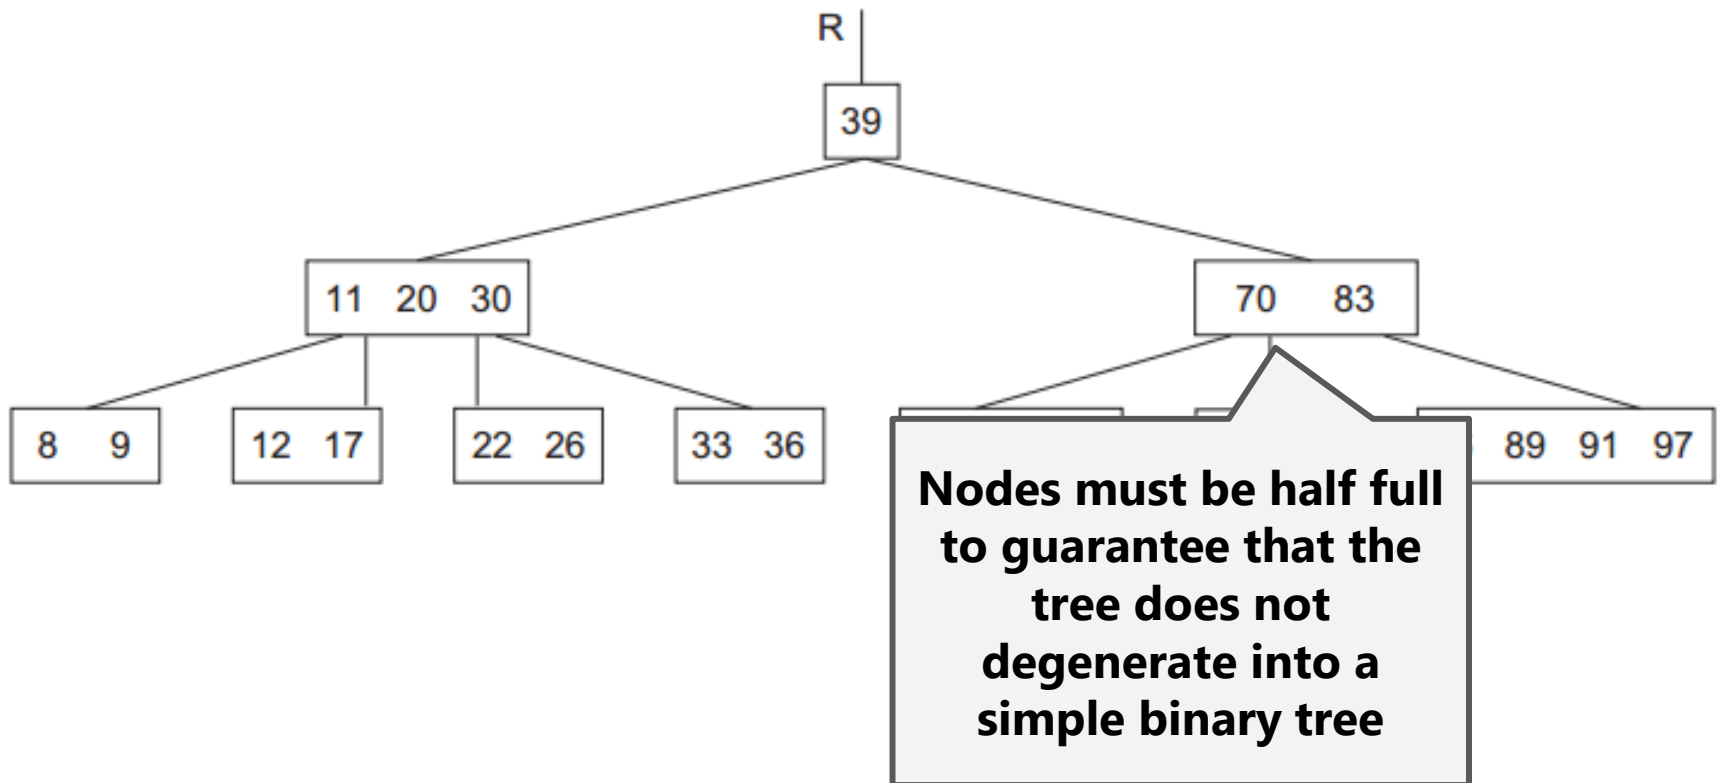 R
39
11 20 30
70 83
8 9
12 17
22 26
33 36
89 91 97
Nodes must be half full
to guarantee that the
tree does not
degenerate into a
simple binary tree